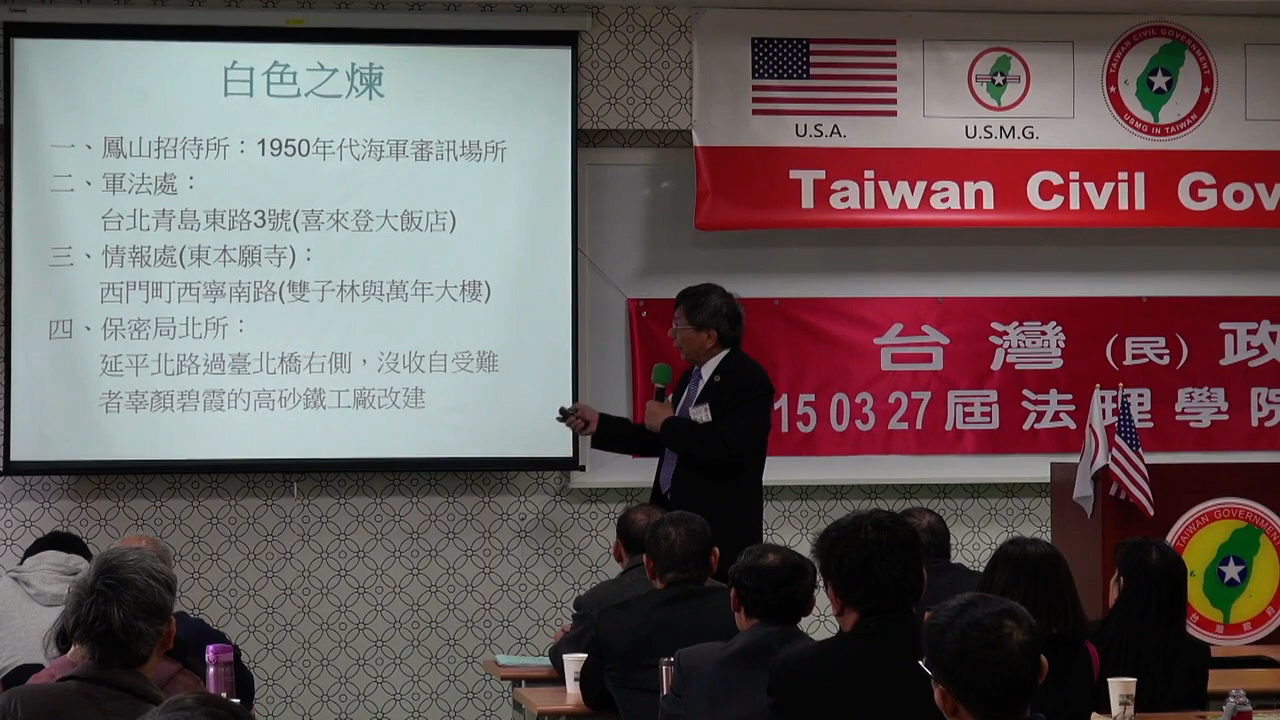 白色之煉
一、鳳山招待所：1950年代海軍審訊場所
二、軍法處：
台北青島東路3號(喜來登大飯店)
三、情報處(東本願寺)：
西門町西寧南路(雙子林與萬年大樓)
四、保密局北所：
延平北路過臺北橋右側，沒收自受難
者辜顏碧霞的高砂鐵工廠改建
U.S.A.
U.S.M.G.
TAIWAN CIVIL GOVERNMENT
USMG IN TAIWAN
Taiwan Civil Gov
台灣(民)政
15 03 27 屆法理學院
TAIWAN GOVERNMENT
台灣政府